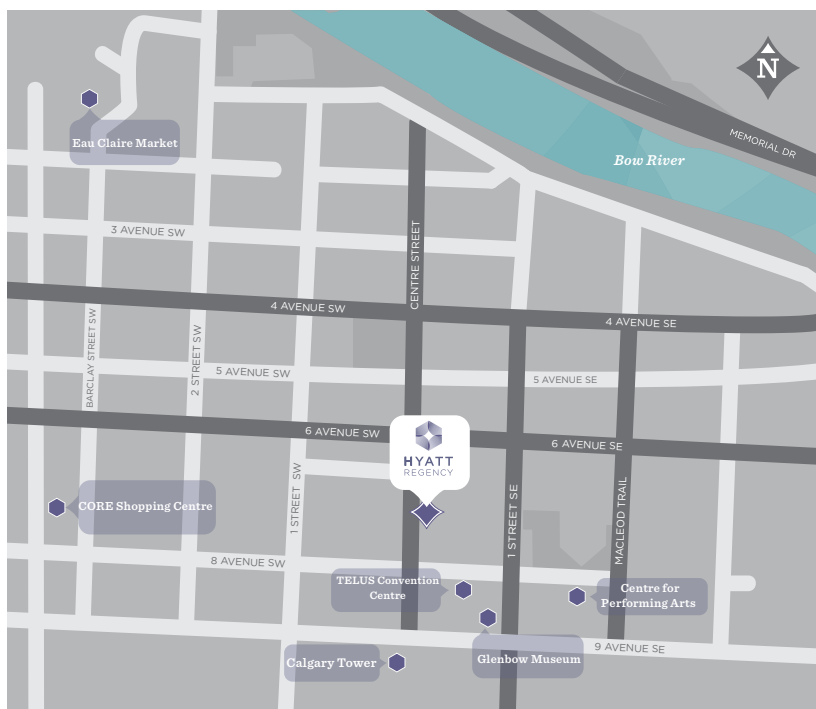 N
MEMORIAL DR
Bow River
Eau Claire Market
3 AVENUE SW
CENTRE STREET
4 AVENUE SW
4 AVENUE SE
BARCLAY STREET SW
2 STREET SW
5 AVENUE SW
5 AVENUE SE
6 AVENUE SW
6 AVENUE SE
HYATT
REGENCY
1 STREET SW
1 STREET SE
MACLEOD TRAIL
CORE Shopping Centre
8 AVENUE SW
TELUS Convention
Centre
Centre for
Performing Arts
9 AVENUE SE
Calgary Tower
Glenbow Museum